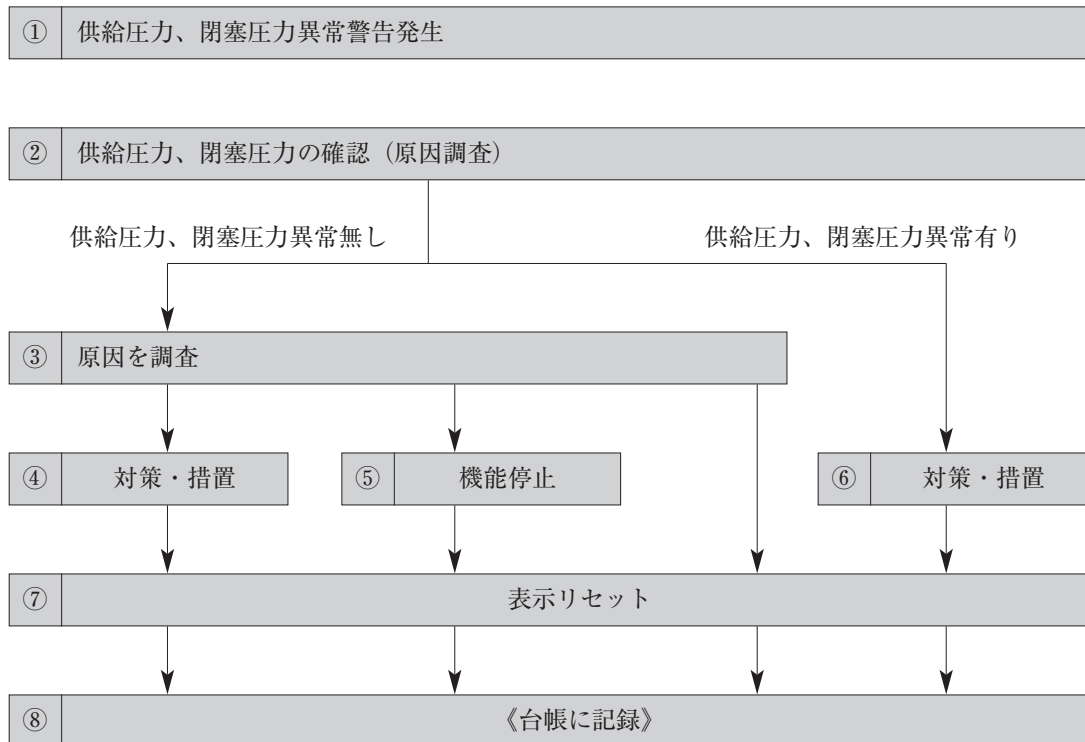 ① 供給圧力、閉塞圧力異常警告発生
② 供給圧力、閉塞圧力の確認（原因調査）
供給圧力、閉塞圧力異常無し
供給圧力、閉塞圧力異常有り
③ 原因を調査
④ 対策・措置
⑤ 機能停止
⑥ 対策・措置
⑦ 表示リセット
⑧ 《台帳に記録》